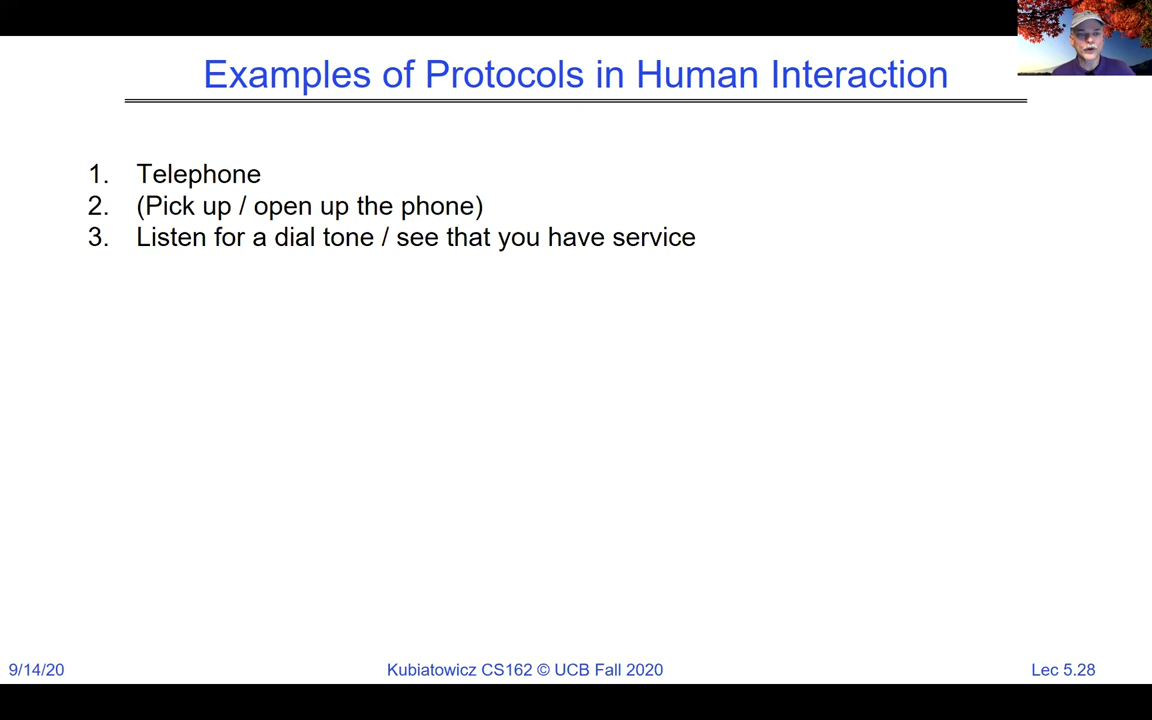 Examples of Protocols in Human Interaction
1. Telephone
2. (Pick up / open up the phone)
3. Listen for a dial tone / see that you have service
9/14/20
Kubiatowicz CS162 © UCB Fall 2020
Lec 5.28